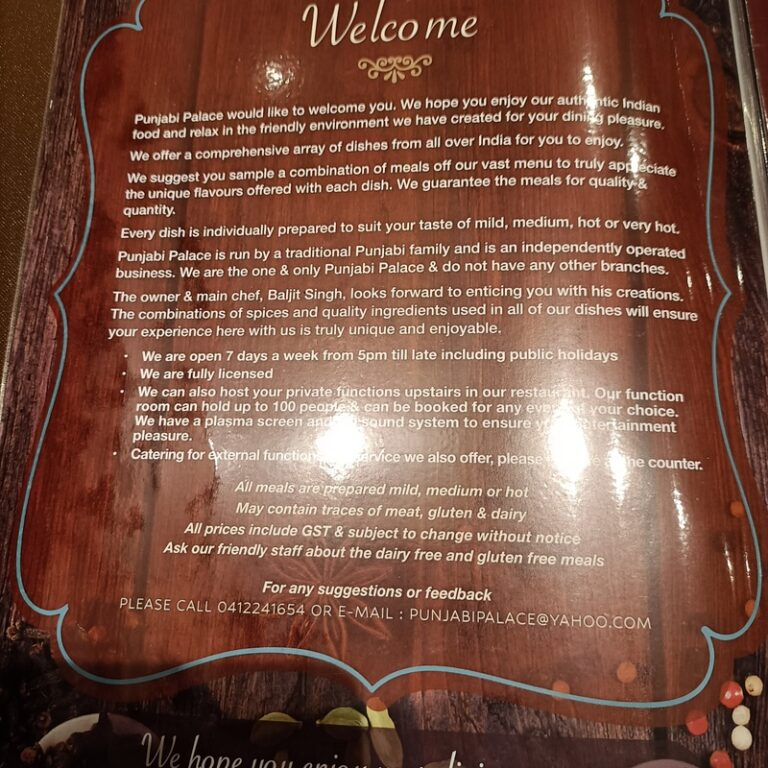 Welcome
Punjabi Palace would like to welcome you. We hope you enjoy our authentic Indian
food and relax in the friendly environment we have created for your dining pleasure.
We offer a comprehensive array of dishes from all over India for you to enjoy.
We suggest you sample a combination of meals off our vast menu to truly appreciate
the unique flavours offered with each dish. We guarantee the meals for quality &
quantity.
Every dish is individually prepared to suit your taste of mild, medium, hot or very hot.
Punjabi Palace is run by a traditional Punjabi family and is an independently operated
business. We are the one & only Punjabi Palace & do not have any other branches.
The owner & main chef, Baljit Singh, looks forward to enticing you with his creations.
The combinations of spices and quality ingredients used in all of our dishes will ensure
your experience here with us is truly unique and enjoyable.
• We are open 7 days a week from 5pm till late including public holidays
• We are fully licensed
• We can also host your private functions upstairs in our restaurant. Our function
room can hold up to 100 people & can be booked for any event of your choice.
We have a plasma screen and sound system to ensure your entertainment
pleasure.
• Catering for external function service we also offer, please the counter.
All meals are prepared mild, medium or hot
May contain traces of meat, gluten & dairy
All prices include GST & subject to change without notice
Ask our friendly staff about the dairy free and gluten free meals
For any suggestions or feedback
PLEASE CALL 0412241654 OR E-MAIL : PUNJABIPALACE@YAHOO.COM
We hope you enjoy